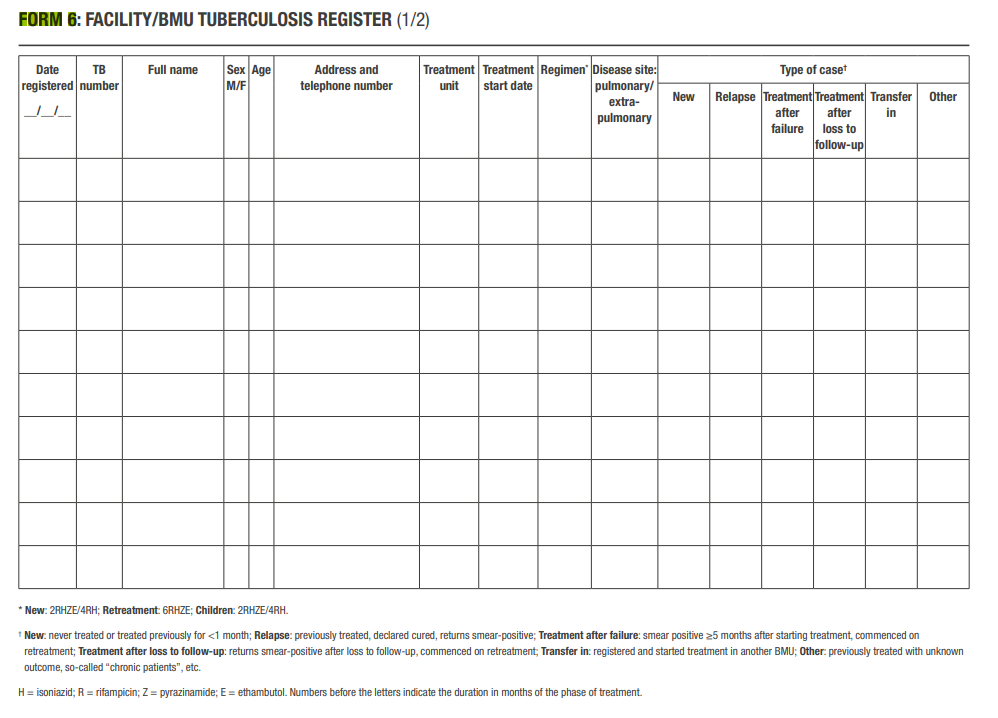 FORM 6: FACILITY/BMU TUBERCULOSIS REGISTER (1/2)
Date registered __/__/__
TB number
Full name
Sex M/F
Age
Address and telephone number
Treatment unit
Treatment start date
Regimen*
Disease site: pulmonary/ extra-pulmonary
Type of case†
New
Relapse
Treatment after failure
Treatment after loss to follow-up
Transfer in
Other
* New: 2RHZE/4RH; Retreatment: 6RHZE; Children: 2RHZE/4RH.
† New: never treated or treated previously for <1 month; Relapse: previously treated, declared cured, returns smear-positive; Treatment after failure: smear positive ≥5 months after starting treatment, commenced on
retreatment; Treatment after loss to follow-up: returns smear-positive after loss to follow-up, commenced on retreatment; Transfer in: registered and started treatment in another BMU; Other: previously treated with unknown
outcome, so-called “chronic patients”, etc.
H = isoniazid; R = rifampicin; Z = pyrazinamide; E = ethambutol. Numbers before the letters indicate the duration in months of the phase of treatment.